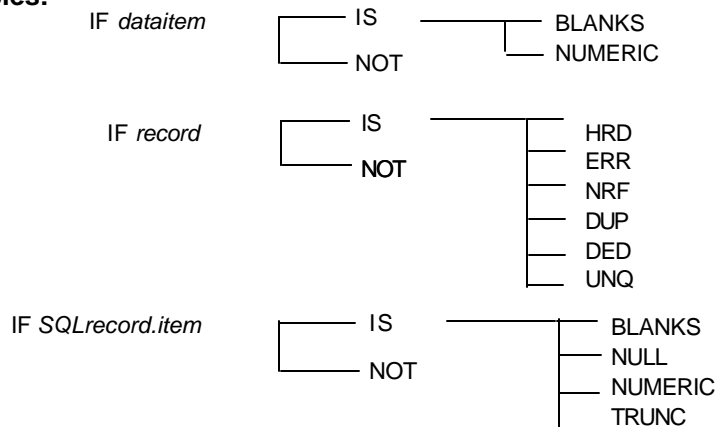 IF dataitem IS BLANKS
NOT NUMERIC
IF record IS HRD
NOT ERR
NRF
DUP
DED
UNQ
IF SQLrecord.item IS BLANKS
NOT NULL
NUMERIC
TRUNC